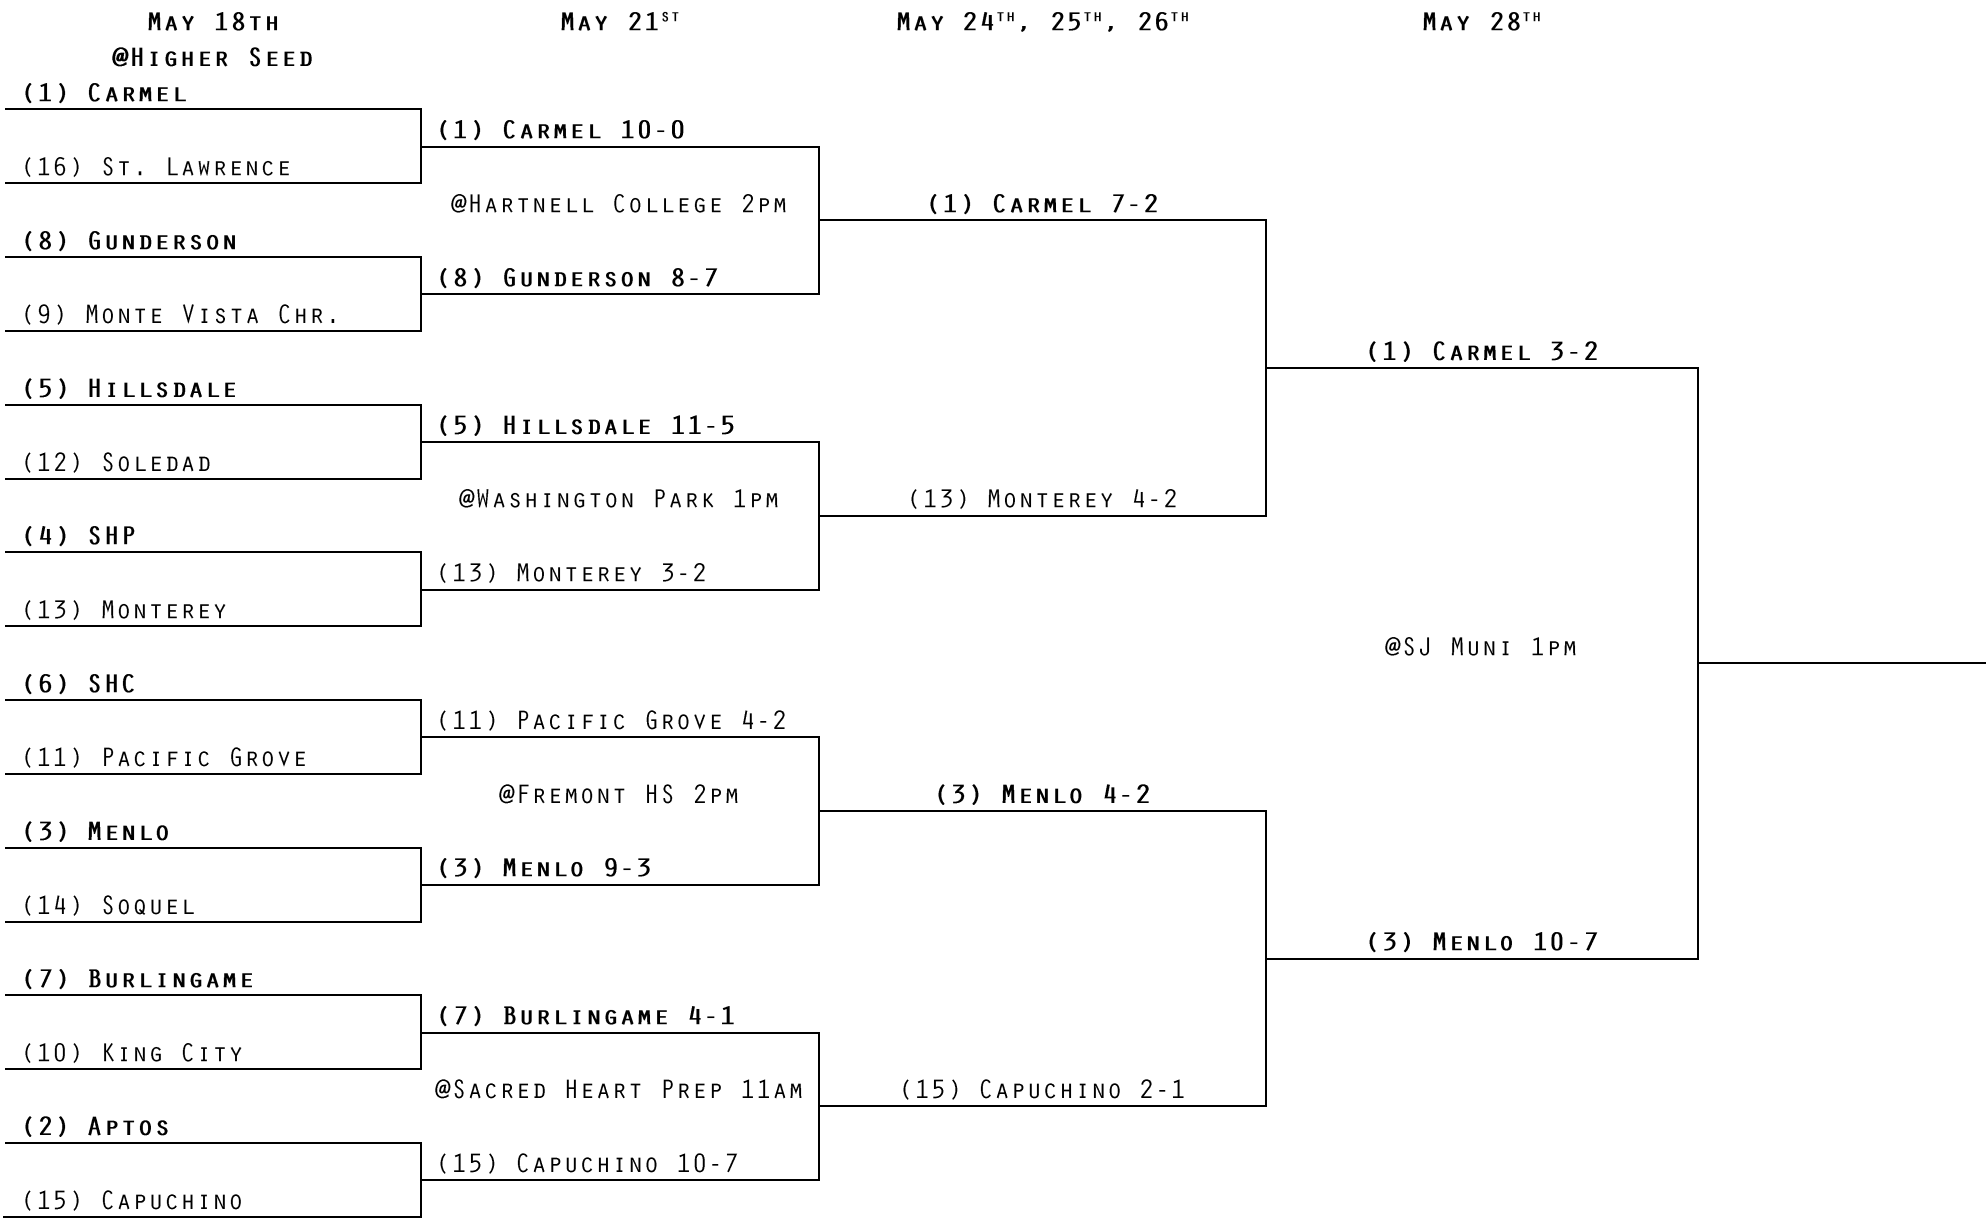 May 18th
@Higher Seed
May 21st
May 24th, 25th, 26th
May 28th
(1) Carmel
(16) St. Lawrence
(8) Gunderson
(9) Monte Vista Chr.
(5) Hillsdale
(12) Soledad
(4) SHP
(13) Monterey
(6) SHC
(11) Pacific Grove
(3) Menlo
(14) Soquel
(7) Burlingame
(10) King City
(2) Aptos
(15) Capuchino
(1) Carmel 10-0
@Hartnell College 2pm
(8) Gunderson 8-7
(5) Hillsdale 11-5
@Washington Park 1pm
(13) Monterey 3-2
(11) Pacific Grove 4-2
@Fremont HS 2pm
(3) Menlo 9-3
(7) Burlingame 4-1
@Sacred Heart Prep 11am
(15) Capuchino 10-7
(1) Carmel 7-2
(13) Monterey 4-2
(3) Menlo 4-2
(15) Capuchino 2-1
(1) Carmel 3-2
@SJ Muni 1pm
(3) Menlo 10-7